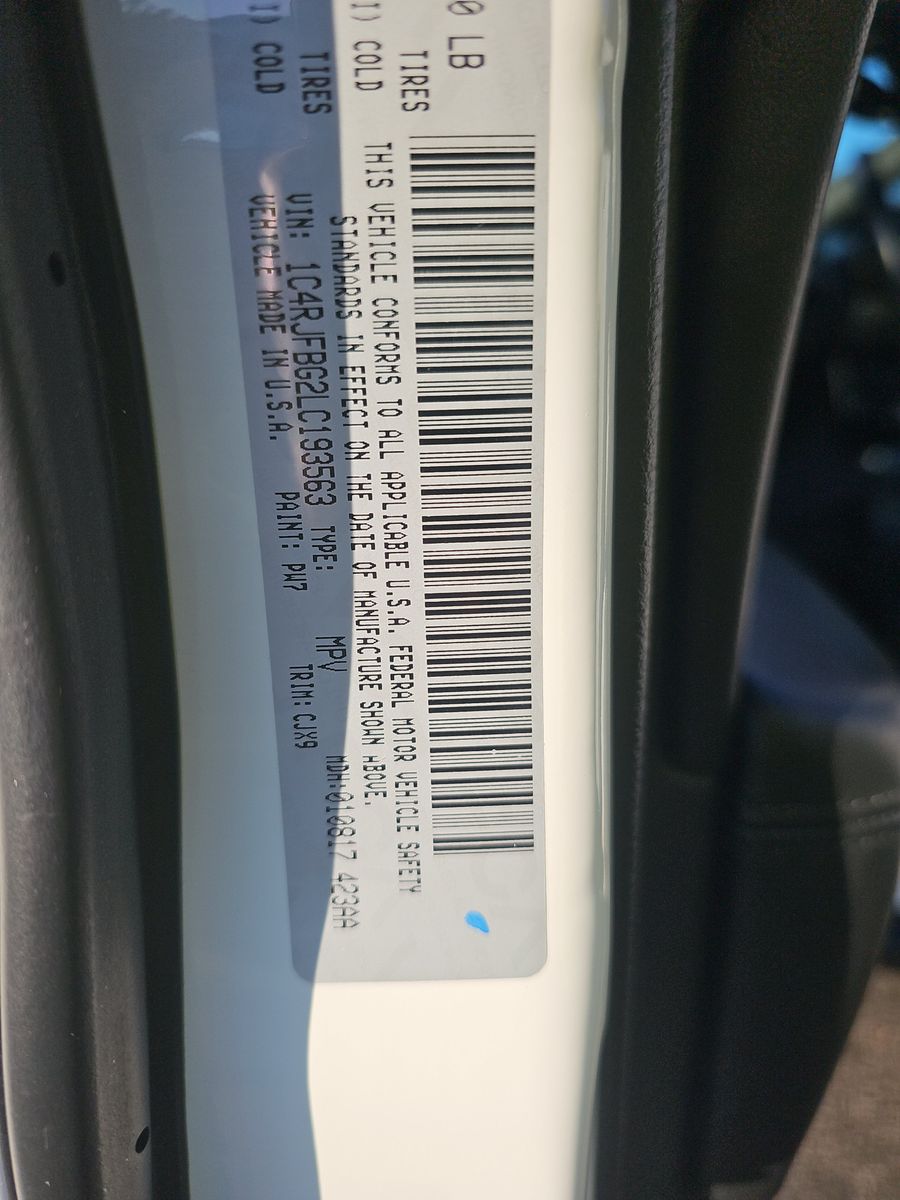 0 LB
TIRES
I) COLD
TIRES
I) COLD
THIS VEHICLE CONFORMS TO ALL APPLICABLE U.S.A. FEDERAL MOTOR VEHICLE SAFETY
STANDARDS IN EFFECT ON THE DATE OF MANUFACTURE SHOWN ABOVE.
VIN: 1C4RJFBG2LC193563 TYPE: MPV MDH:010817 423AA
VEHICLE MADE IN U.S.A. PAINT: PW7 TRIM:CJX9